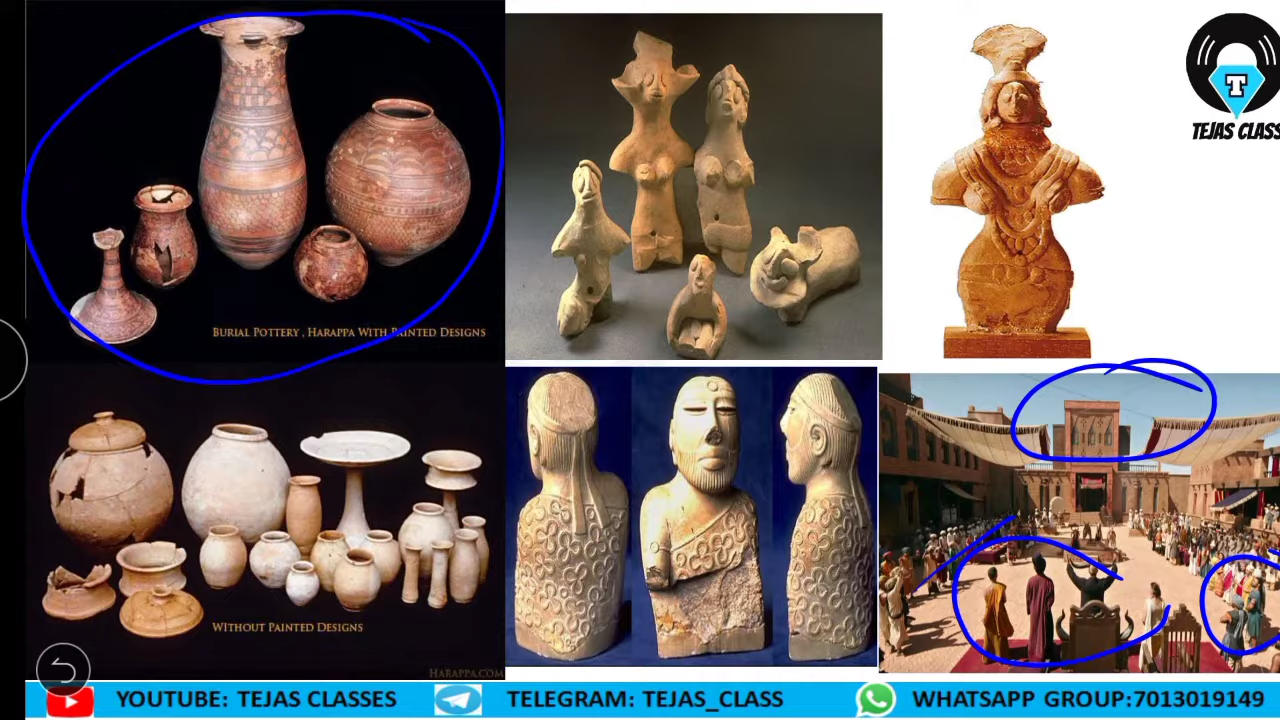 T
TEJAS CLASS
BURIAL POTTERY , HARAPPA WITH PAINTED DESIGNS
WITHOUT PAINTED DESIGNS
HARAPPA.COM
YOUTUBE: TEJAS CLASSES
TELEGRAM: TEJAS_CLASS
WHATSAPP GROUP:7013019149